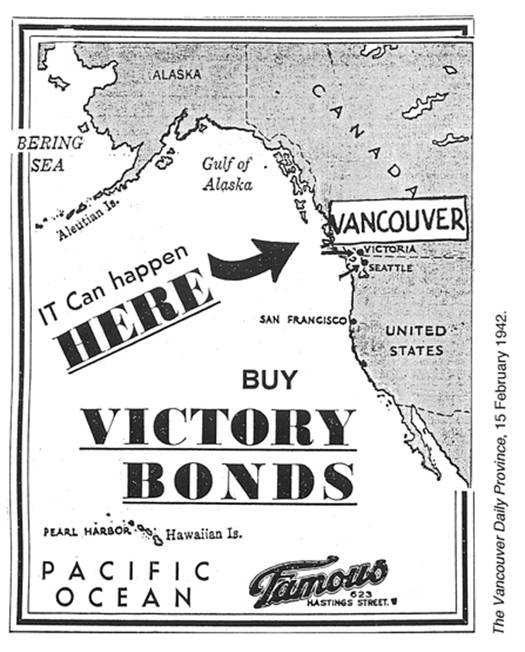 ALASKA
CANADA
BERING
SEA
Gulf of
Alaska
Aleutian Is.
VANCOUVER
VICTORIA
SEATTLE
IT Can happen
HERE
SAN FRANCISCO
UNITED
STATES
BUY
VICTORY
BONDS
PEARL HARBOR
Hawaiian Is.
PACIFIC
OCEAN
Famous
623
HASTINGS STREET.W
The Vancouver Daily Province, 15 February 1942.